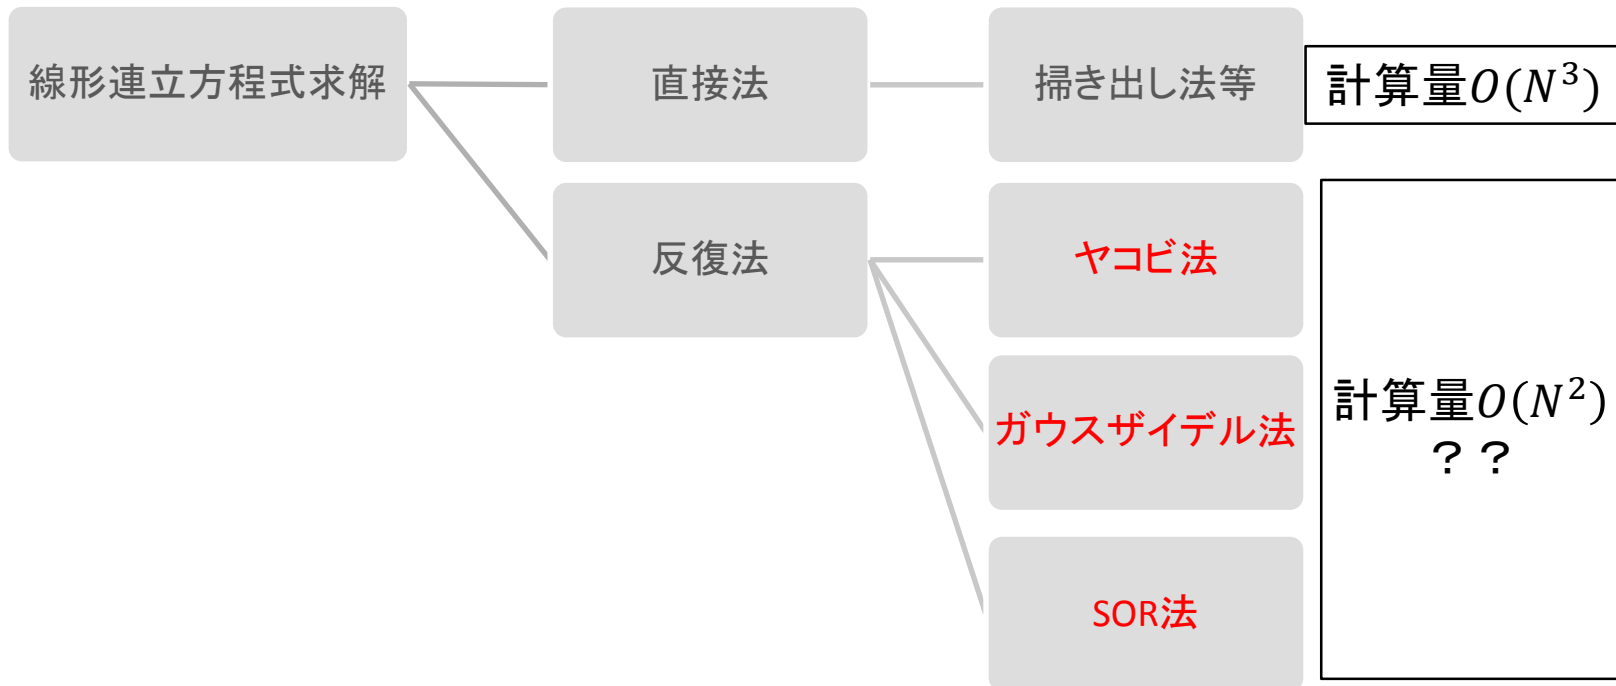 線形連立方程式求解
直接法
掃き出し法等
計算量O(N³)
反復法
ヤコビ法
ガウスザイデル法
SOR法
計算量O(N²)
？？